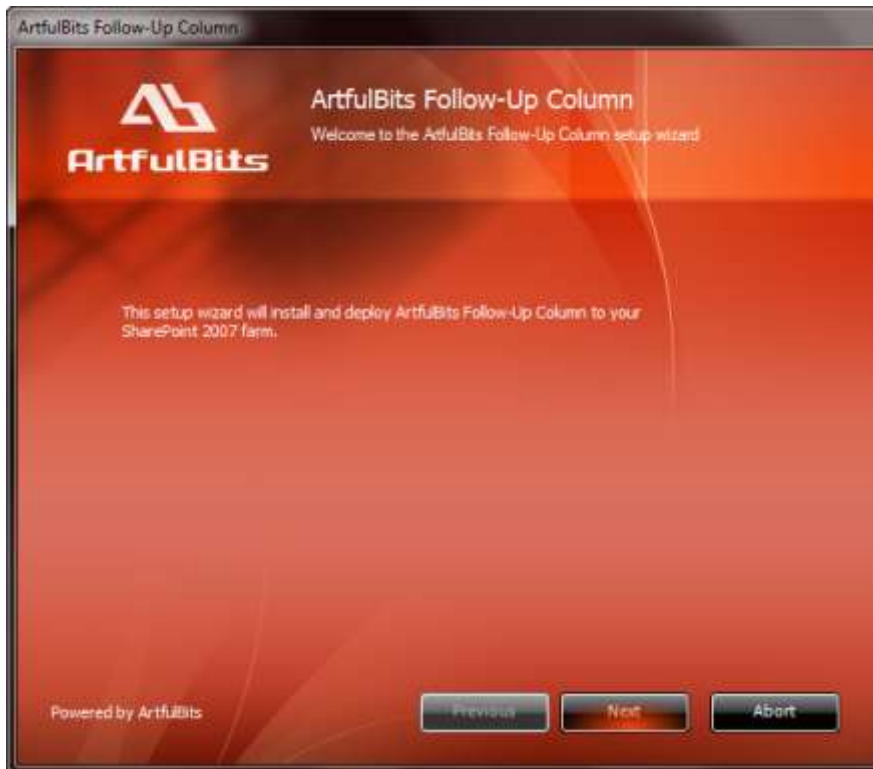 ArtfulBits Follow-Up Column
ArtfulBits
ArtfulBits Follow-Up Column
Welcome to the ArtfulBits Follow-Up Column setup wizard
This setup wizard will install and deploy ArtfulBits Follow-Up Column to your
SharePoint 2007 farm.
Powered by ArtfulBits
Previous
Next
Abort